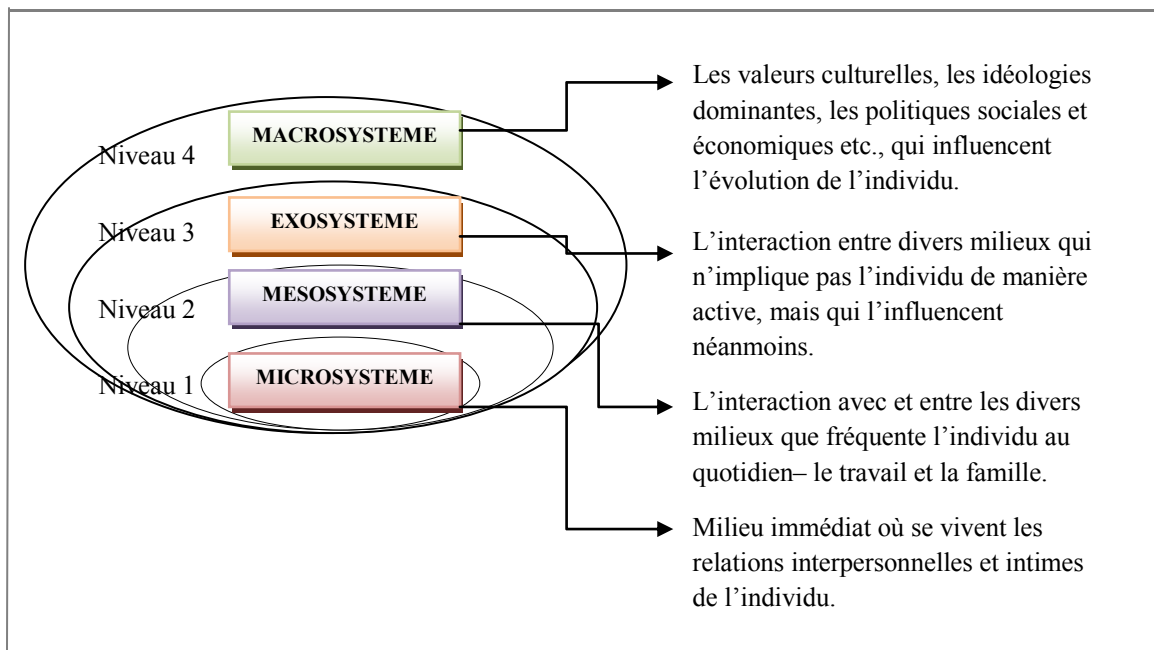 Les valeurs culturelles, les idéologies
dominantes, les politiques sociales et
économiques etc., qui influencent
l’évolution de l’individu.
MACROSYSTEME
Niveau 4
EXOSYSTEME
Niveau 3
L’interaction entre divers milieux qui
n’implique pas l’individu de manière
active, mais qui l’influencent
néanmoins.
MESOSYSTEME
Niveau 2
MICROSYSTEME
Niveau 1
L’interaction avec et entre les divers
milieux que fréquente l’individu au
quotidien– le travail et la famille.
Milieu immédiat où se vivent les
relations interpersonnelles et intimes
de l’individu.